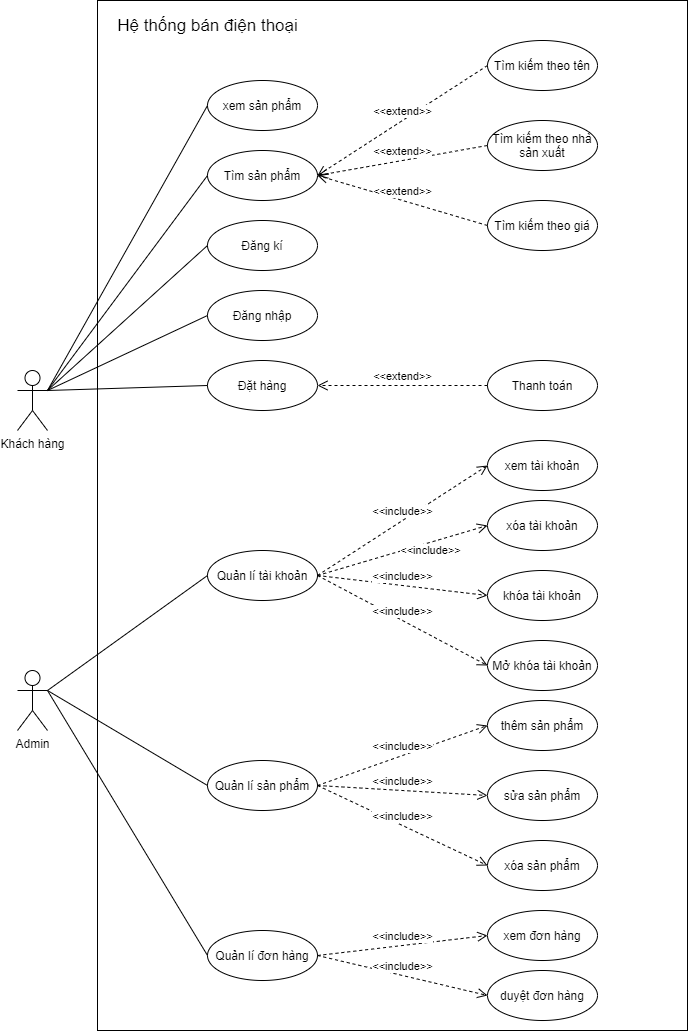 Hệ thống bán điện thoại
Tìm kiếm theo tên
xem sản phẩm
<<extend>>
Tìm kiếm theo nhà
sản xuất
<<extend>>
Tìm sản phẩm
<<extend>>
Tìm kiếm theo giá
Đăng kí
Đăng nhập
<<extend>>
Đặt hàng
Thanh toán
Khách hàng
xem tài khoản
<<include>>
xóa tài khoản
<<include>>
Quản lí tài khoản
<<include>>
khóa tài khoản
<<include>>
Mở khóa tài khoản
thêm sản phẩm
Admin
<<include>>
<<include>>
Quản lí sản phẩm
sửa sản phẩm
<<include>>
xóa sản phẩm
<<include>>
xem đơn hàng
Quản lí đơn hàng
<<include>>
duyệt đơn hàng